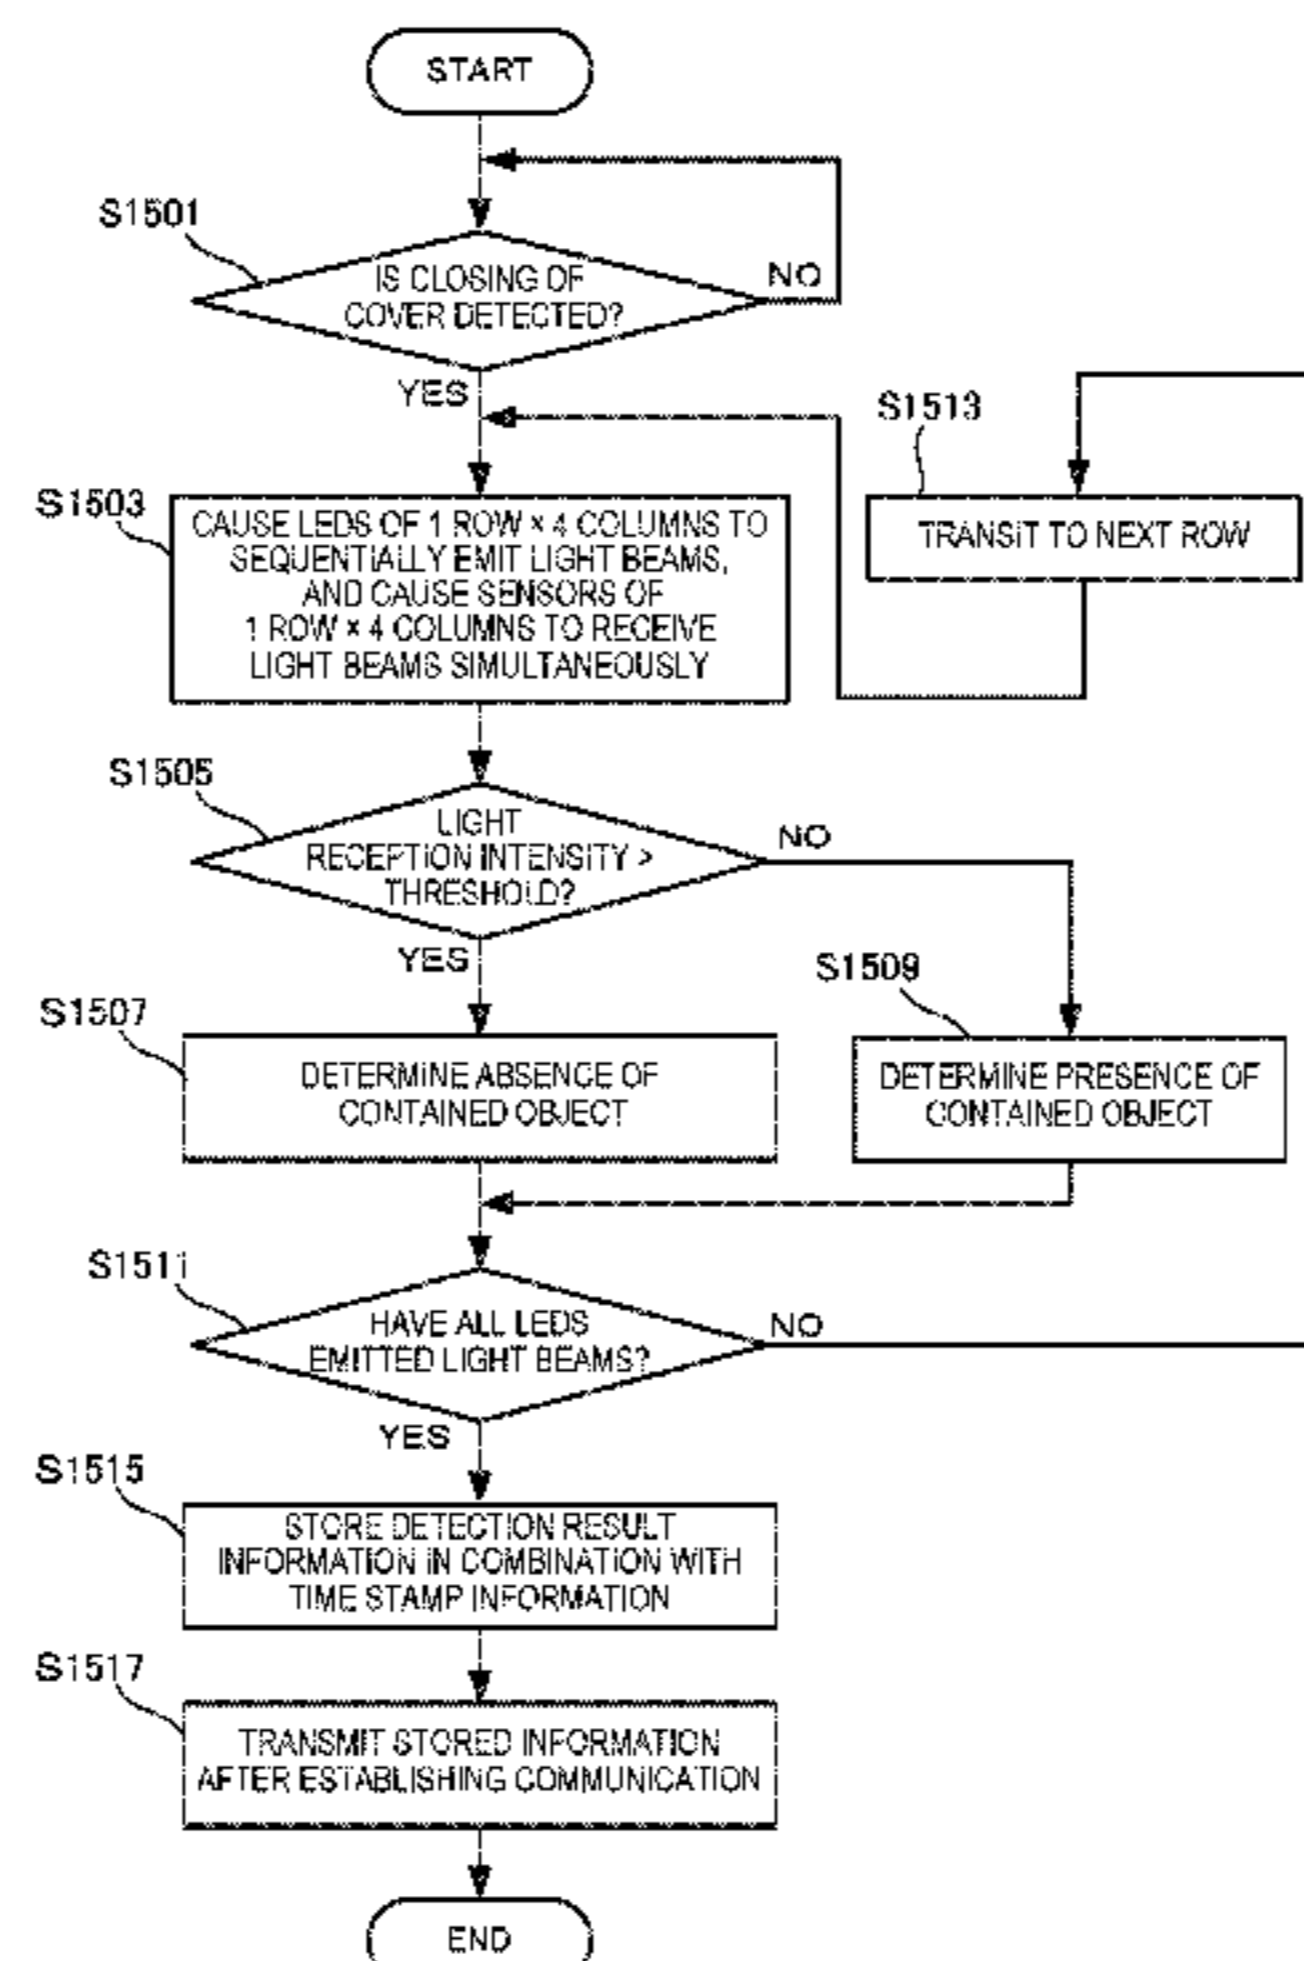 START
S1501
IS CLOSING OF
COVER DETECTED?
NO
YES
S1513
TRANSIT TO NEXT ROW
S1503
CAUSE LEDS OF 1 ROW × 4 COLUMNS TO
SEQUENTIALLY EMIT LIGHT BEAMS,
AND CAUSE SENSORS OF
1 ROW × 4 COLUMNS TO RECEIVE
LIGHT BEAMS SIMULTANEOUSLY
S1505
LIGHT
RECEPTION INTENSITY >
THRESHOLD?
NO
YES
S1509
DETERMINE PRESENCE OF
CONTAINED OBJECT
S1507
DETERMINE ABSENCE OF
CONTAINED OBJECT
S1511
HAVE ALL LEDS
EMITTED LIGHT BEAMS?
NO
YES
S1515
STORE DETECTION RESULT
INFORMATION IN COMBINATION WITH
TIME STAMP INFORMATION
S1517
TRANSMIT STORED INFORMATION
AFTER ESTABLISHING COMMUNICATION
END